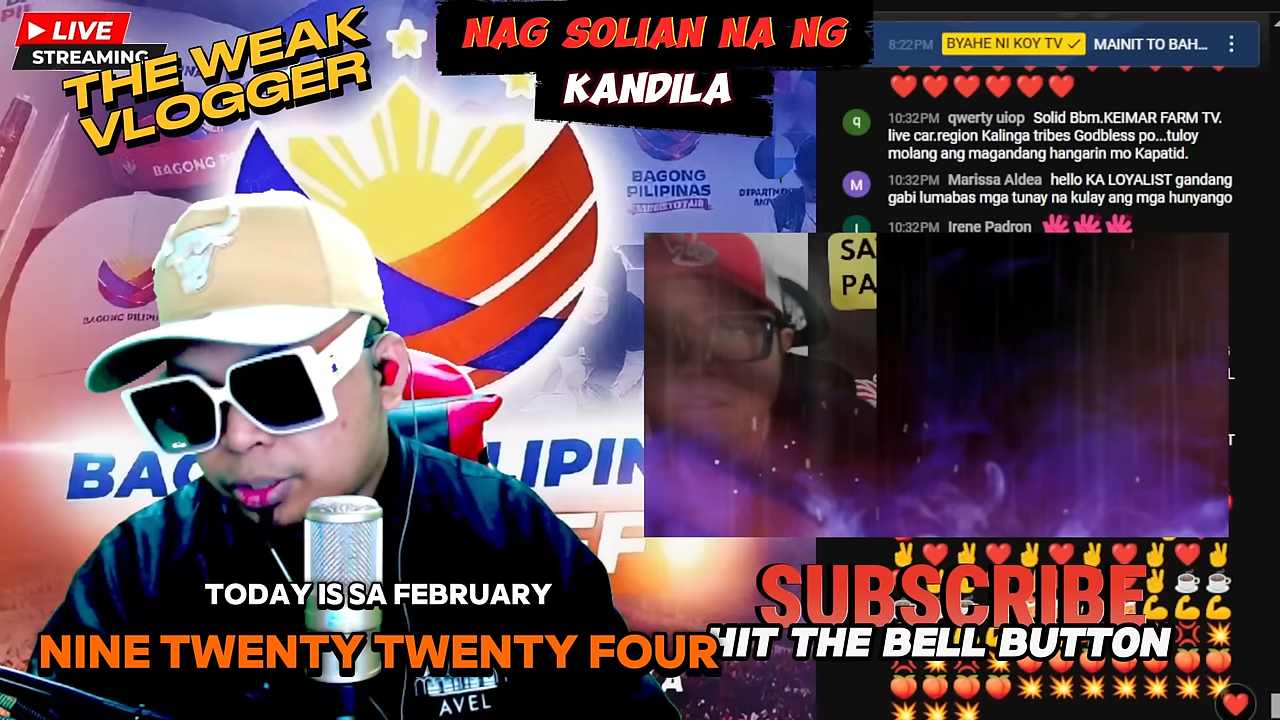 LIVE
STREAMING
THE WEAK
VLOGGER
NAG SOLIAN NA NG
KANDILA
8:22PM BYAHE NI KOY TV MAINIT TO BAH...
10:32PM qwerty uiop Solid Bbm.KEIMAR FARM TV.
live car.region Kalinga tribes Godbless po...tuloy
molang ang magandang hangarin mo Kapatid.
10:32PM Marissa Aldea hello KA LOYALIST gandang
gabi lumabas mga tunay na kulay ang mga hunyango
10:32PM Irene Padron
BAGONG
BAGONG
PILIPINAS
SA
PA
TODAY IS SA FEBRUARY
NINE TWENTY TWENTY FOUR
SUBSCRIBE
HIT THE BELL BUTTON
AVEL